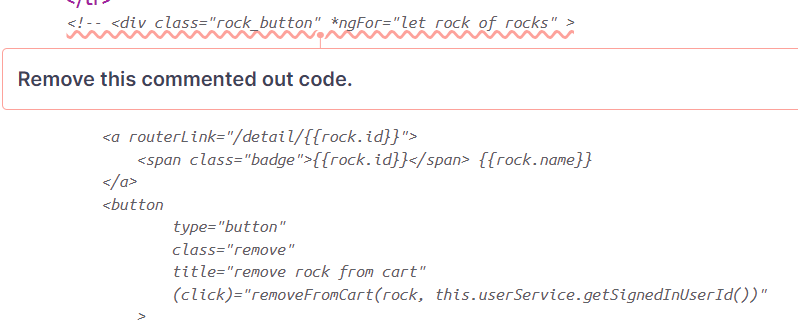 </tr>
<!-- <div class="rock_button" *ngFor="let rock of rocks" >
Remove this commented out code.
<a routerLink="/detail/{{rock.id}}">
<span class="badge">{{rock.id}}</span> {{rock.name}}
</a>
<button
type="button"
class="remove"
title="remove rock from cart"
(click)="removeFromCart(rock, this.userService.getSignedInUserId())"
>